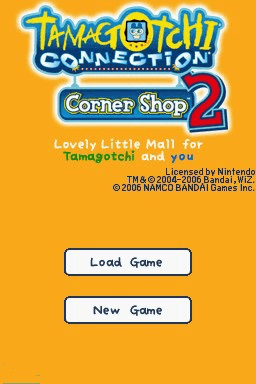 TAMAGOTCHI
CONNECTION
Corner Shop 2
Lovely Little Mall for
Tamagotchi and you
Licensed by Nintendo
TM & © 2004-2006 Bandai, WiZ.
© 2006 NAMCO BANDAI Games Inc.
Load Game
New Game